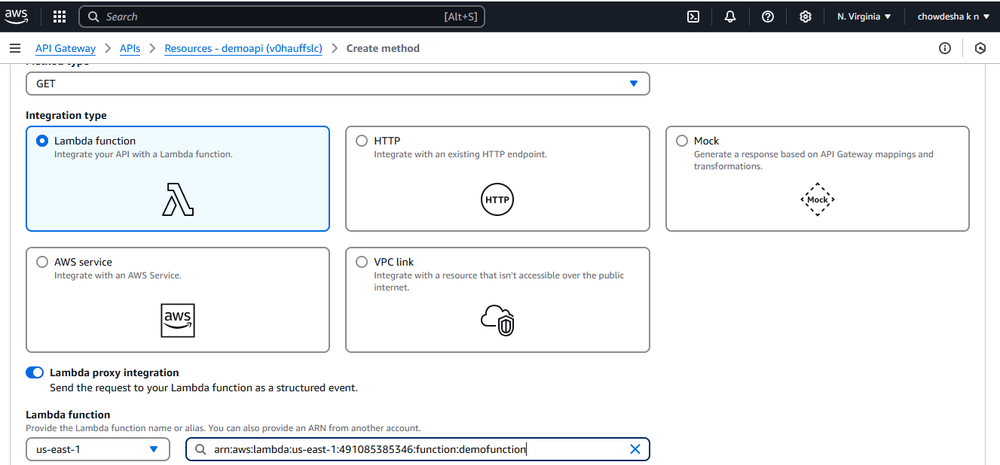 aws
Search [Alt+S]
N. Virginia
chowdesha k n
API Gateway
APIs
Resources - demoapi (v0hauffslc)
Create method
Method type
GET
Integration type
Lambda function
Integrate your API with a Lambda function.
HTTP
Integrate with an existing HTTP endpoint.
HTTP
Mock
Generate a response based on API Gateway mappings and
transformations.
Mock
AWS service
Integrate with an AWS Service.
aws
VPC link
Integrate with a resource that isn't accessible over the public
internet.
Lambda proxy integration
Send the request to your Lambda function as a structured event.
Lambda function
Provide the Lambda function name or alias. You can also provide an ARN from another account.
us-east-1
arn:aws:lambda:us-east-1:491085385346:function:demofunction